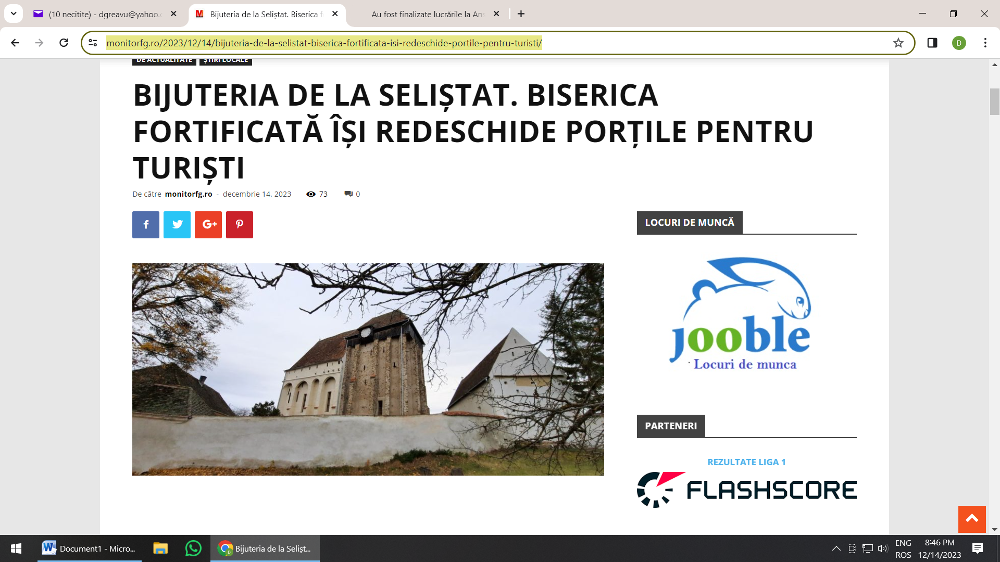 (10 necitite) - dgreavu@yahoo.c
Bijuteria de la Seliștat. Biserica f
Au fost finalizate lucrările la Ans
monitorfg.ro/2023/12/14/bijuteria-de-la-selistat-biserica-fortificata-isi-redeschide-portile-pentru-turisti/
D
DE ACTUALITATE ȘTIRI LOCALE
BIJUTERIA DE LA SELIȘTAT. BISERICA
FORTIFICATĂ ÎȘI REDESCHIDE PORȚILE PENTRU
TURIȘTI
De către monitorfg.ro - decembrie 14, 2023 73 0
LOCURI DE MUNCĂ
jooble
Locuri de munca
PARTENERI
REZULTATE LIGA 1
FLASHSCORE
Document1 - Micro...
Bijuteria de la Selișt...
ENG
ROS
8:46 PM
12/14/2023